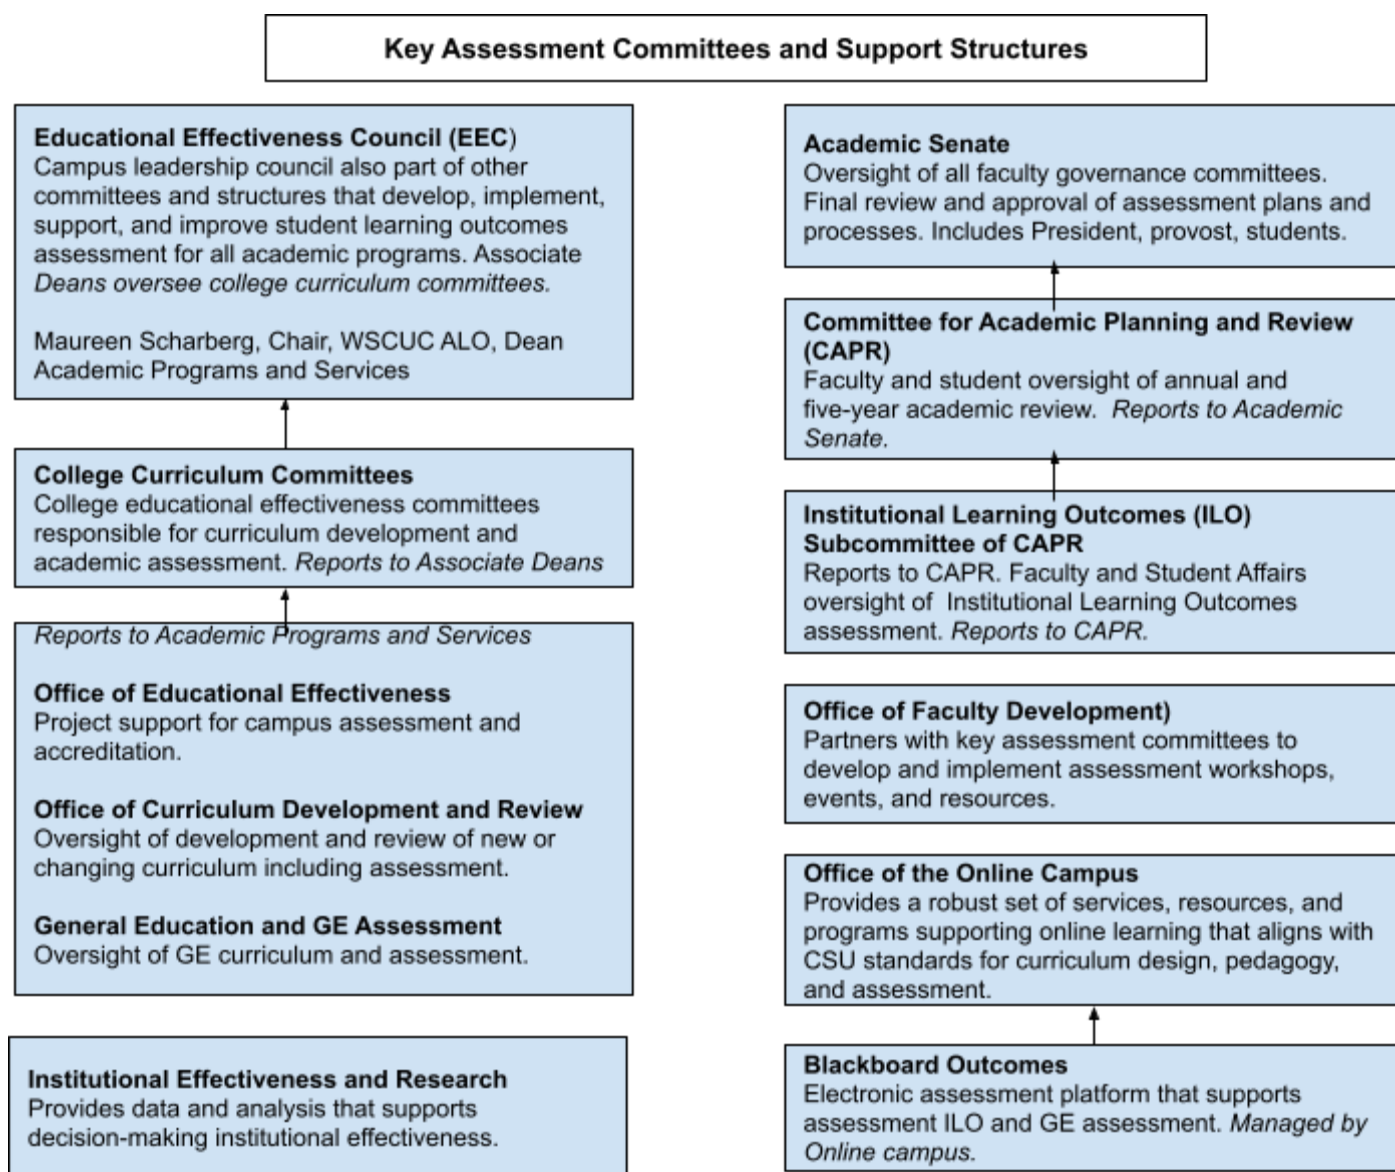 Key Assessment Committees and Support Structures
Educational Effectiveness Council (EEC)
Campus leadership council also part of other
committees and structures that develop, implement,
support, and improve student learning outcomes
assessment for all academic programs. Associate
Deans oversee college curriculum committees.
Maureen Scharberg, Chair, WSCUC ALO, Dean
Academic Programs and Services
College Curriculum Committees
College educational effectiveness committees
responsible for curriculum development and
academic assessment. Reports to Associate Deans
Reports to Academic Programs and Services
Office of Educational Effectiveness
Project support for campus assessment and
accreditation.
Office of Curriculum Development and Review
Oversight of development and review of new or
changing curriculum including assessment.
General Education and GE Assessment
Oversight of GE curriculum and assessment.
Institutional Effectiveness and Research
Provides data and analysis that supports
decision-making institutional effectiveness.
Academic Senate
Oversight of all faculty governance committees.
Final review and approval of assessment plans and
processes. Includes President, provost, students.
Committee for Academic Planning and Review
(CAPR)
Faculty and student oversight of annual and
five-year academic review. Reports to Academic
Senate.
Institutional Learning Outcomes (ILO)
Subcommittee of CAPR
Reports to CAPR. Faculty and Student Affairs
oversight of Institutional Learning Outcomes
assessment. Reports to CAPR.
Office of Faculty Development)
Partners with key assessment committees to
develop and implement assessment workshops,
events, and resources.
Office of the Online Campus
Provides a robust set of services, resources, and
programs supporting online learning that aligns with
CSU standards for curriculum design, pedagogy,
and assessment.
Blackboard Outcomes
Electronic assessment platform that supports
assessment ILO and GE assessment. Managed by
Online campus.